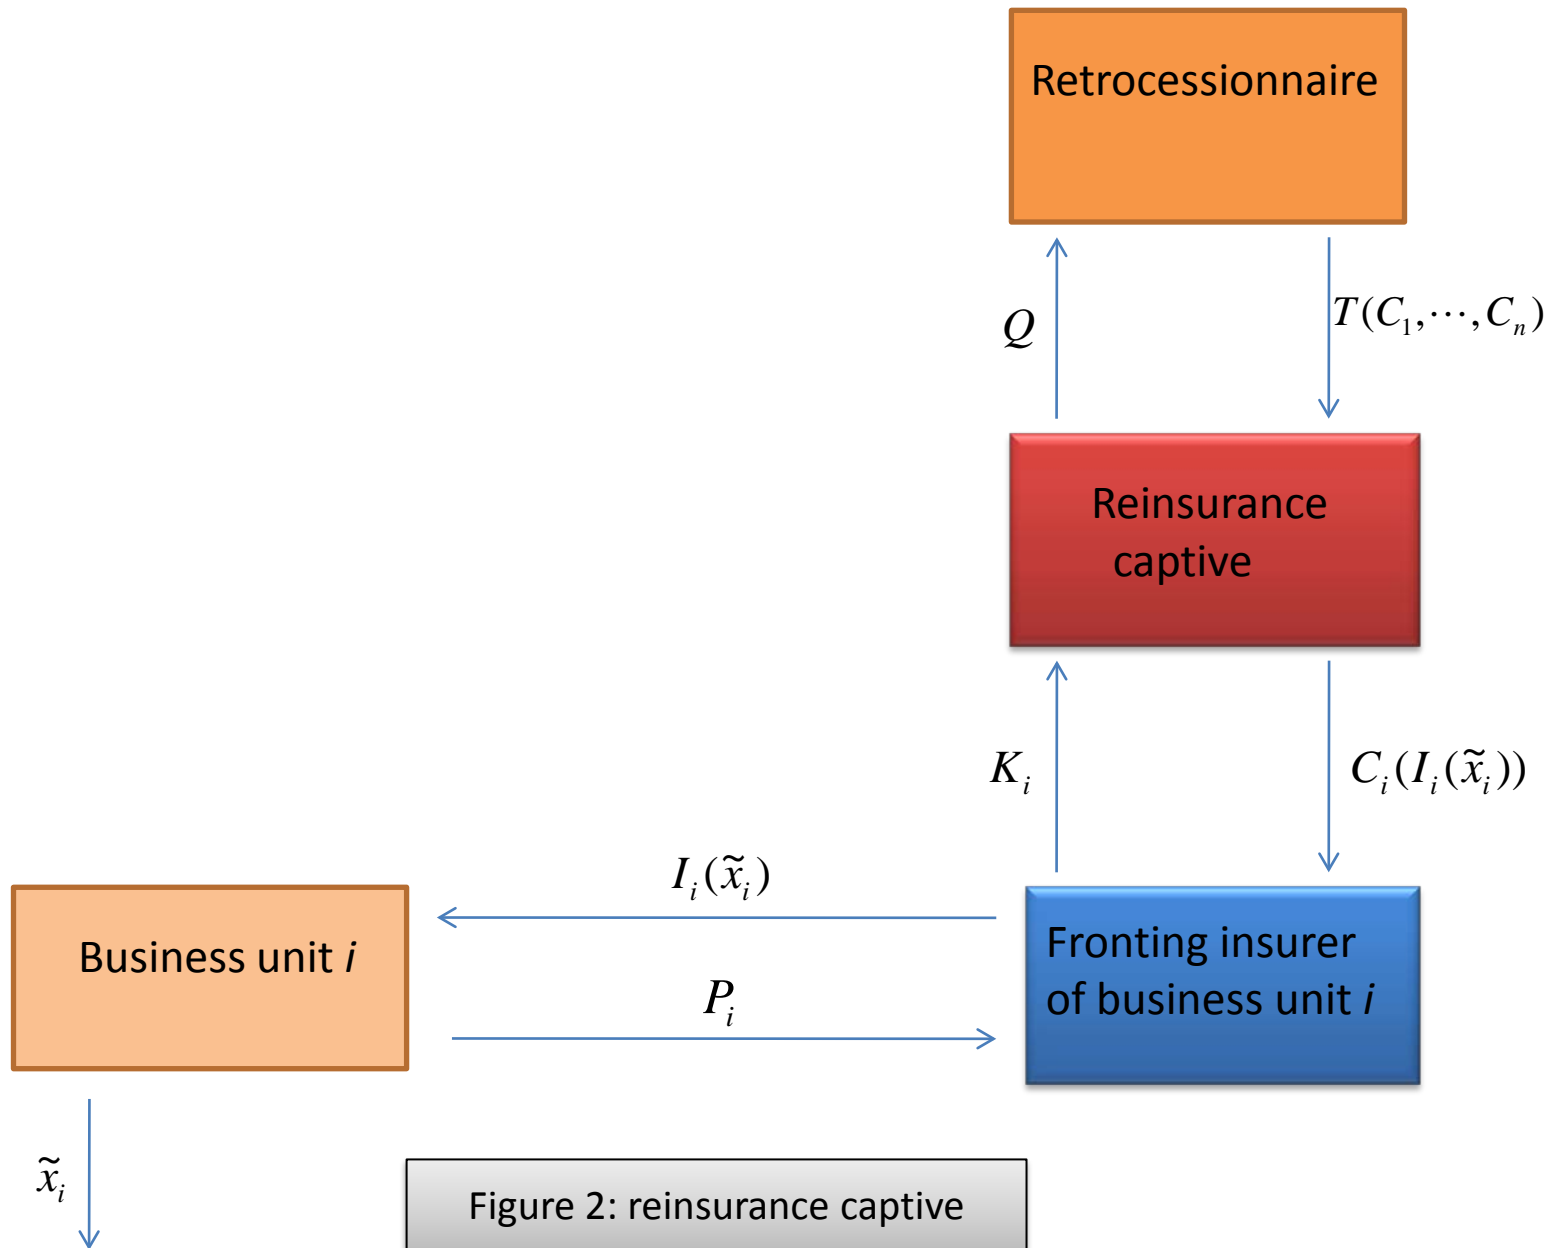 Retrocessionnaire
Q
T(C₁,⋯,Cₙ)
Reinsurance
captive
Kᵢ
Cᵢ(Iᵢ(x̃ᵢ))
Iᵢ(x̃ᵢ)
Business unit i
Fronting insurer
of business unit i
Pᵢ
x̃ᵢ
Figure 2: reinsurance captive